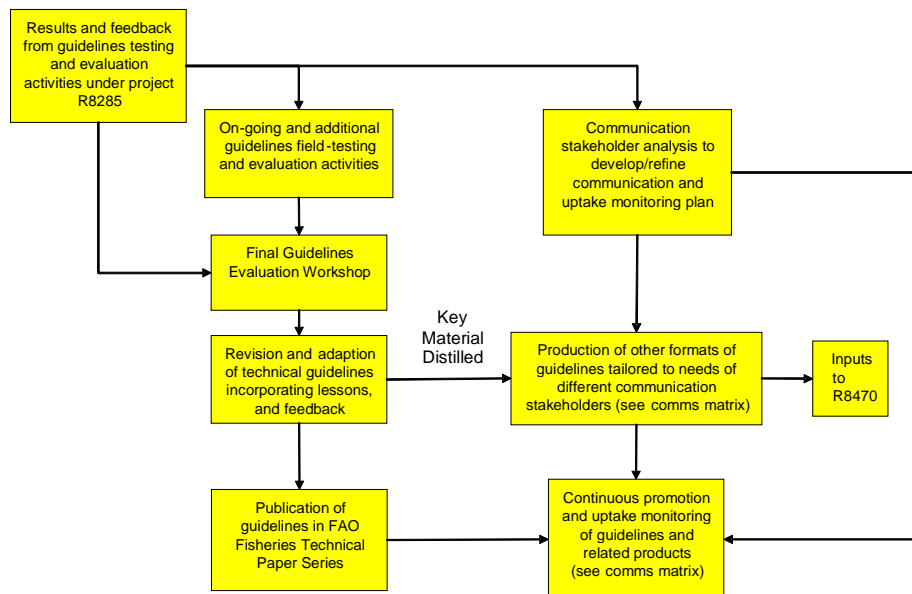 Results and feedback
from guidelines testing
and evaluation
activities under project
R8285
On-going and additional
guidelines field-testing
and evaluation activities
Communication
stakeholder analysis to
develop/refine
communication and
uptake monitoring plan
Final Guidelines
Evaluation Workshop
Key
Material
Distilled
Revision and adaption
of technical guidelines
incorporating lessons,
and feedback
Production of other formats of
guidelines tailored to needs of
different communication
stakeholders (see comms matrix)
Inputs
to
R8470
Publication of
guidelines in FAO
Fisheries Technical
Paper Series
Continuous promotion
and uptake monitoring
of guidelines and
related products
(see comms matrix)